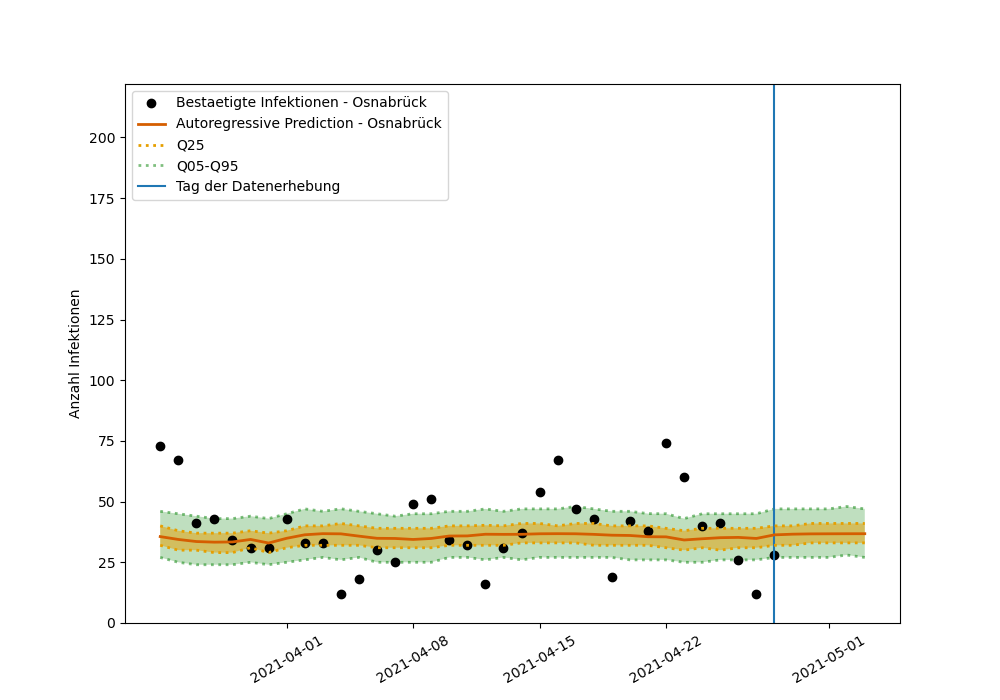 Bestaetigte Infektionen - Osnabrück
Autoregressive Prediction - Osnabrück
Q25
Q05-Q95
Tag der Datenerhebung
Anzahl Infektionen
200
175
150
125
100
75
50
25
0
2021-04-01
2021-04-08
2021-04-15
2021-04-22
2021-05-01